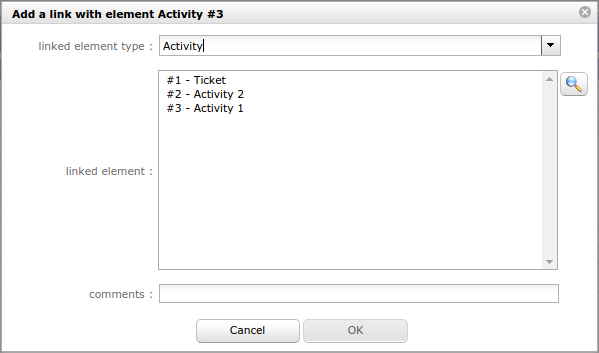 Add a link with element Activity #3
linked element type : Activity
#1 - Ticket
#2 - Activity 2
#3 - Activity 1
linked element :
comments :
Cancel OK